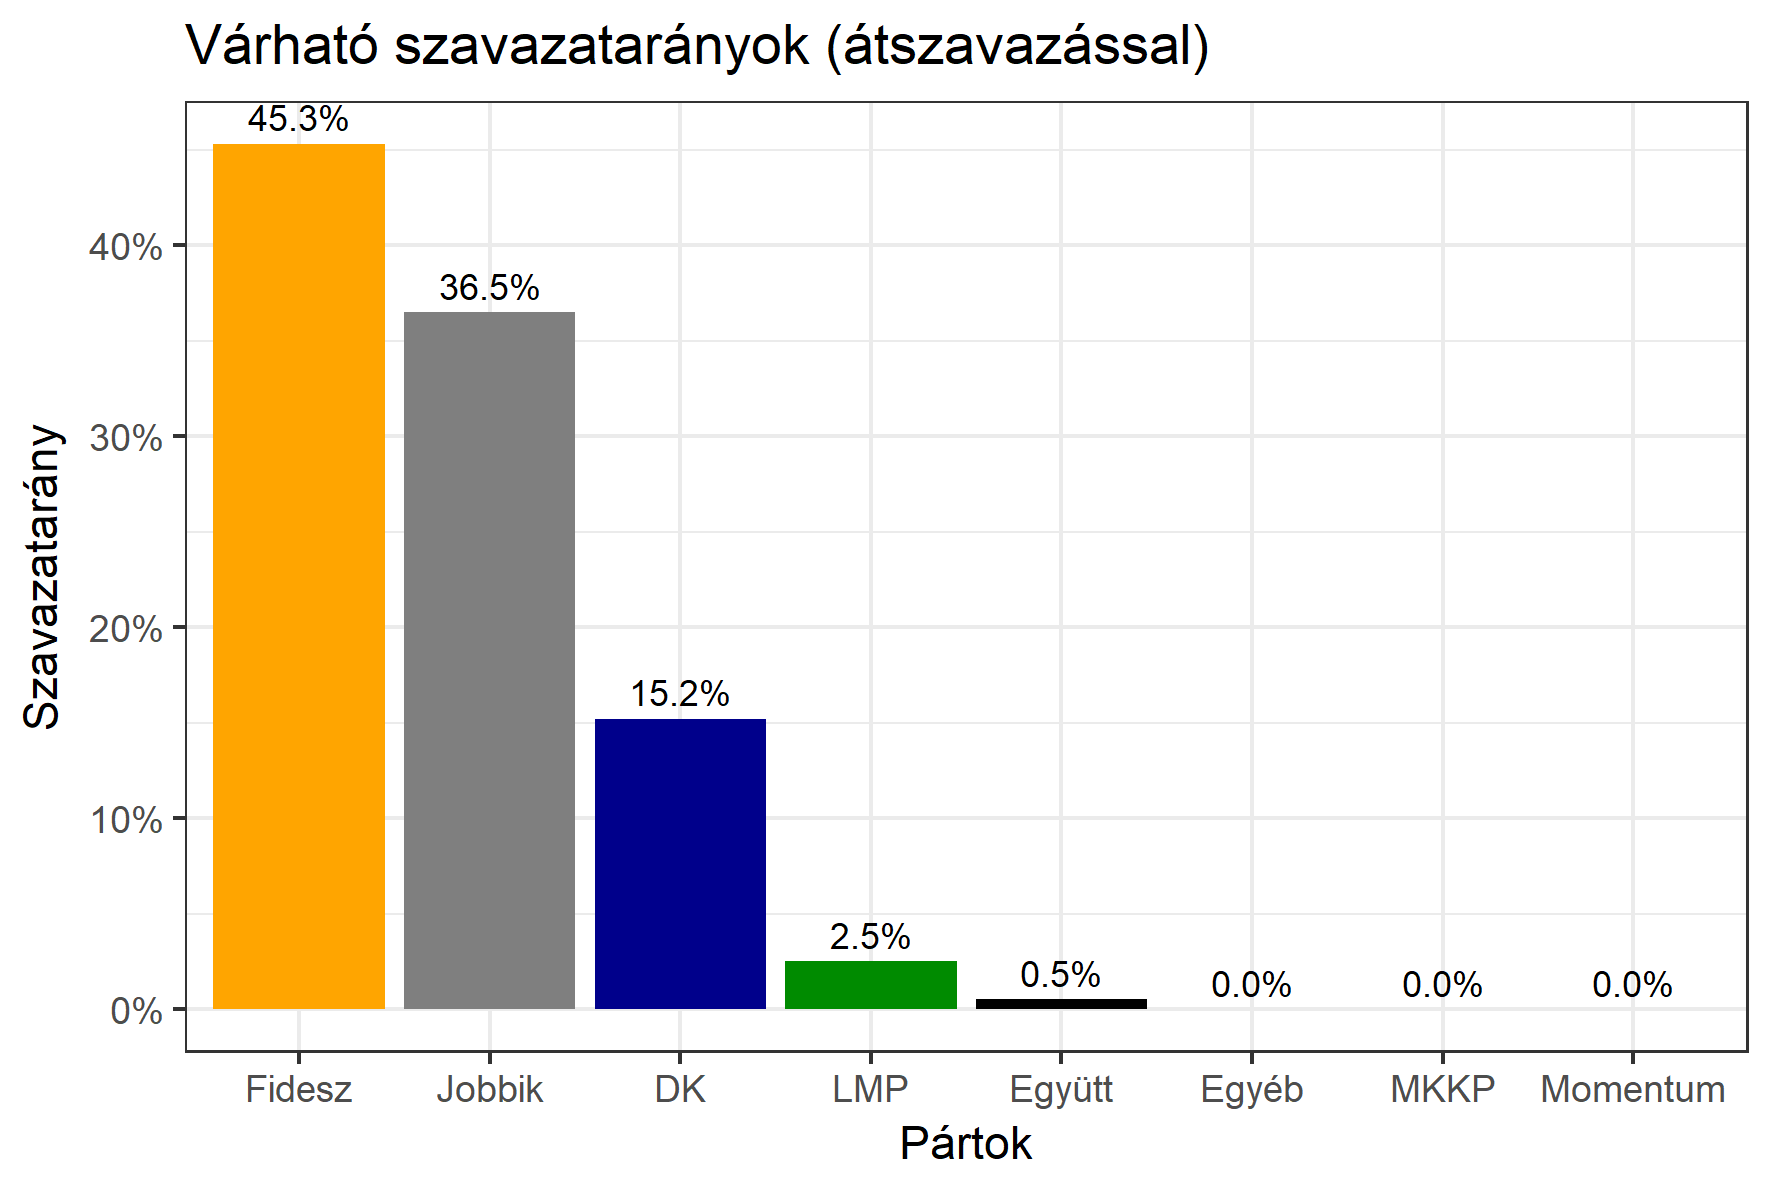 Várható szavazatarányok (átszavazással)
45.3%
36.5%
15.2%
2.5%
0.5%
0.0%
0.0%
0.0%
40%
30%
20%
10%
0%
Szavazatarány
Fidesz
Jobbik
DK
LMP
Együtt
Egyéb
MKKP
Momentum
Pártok